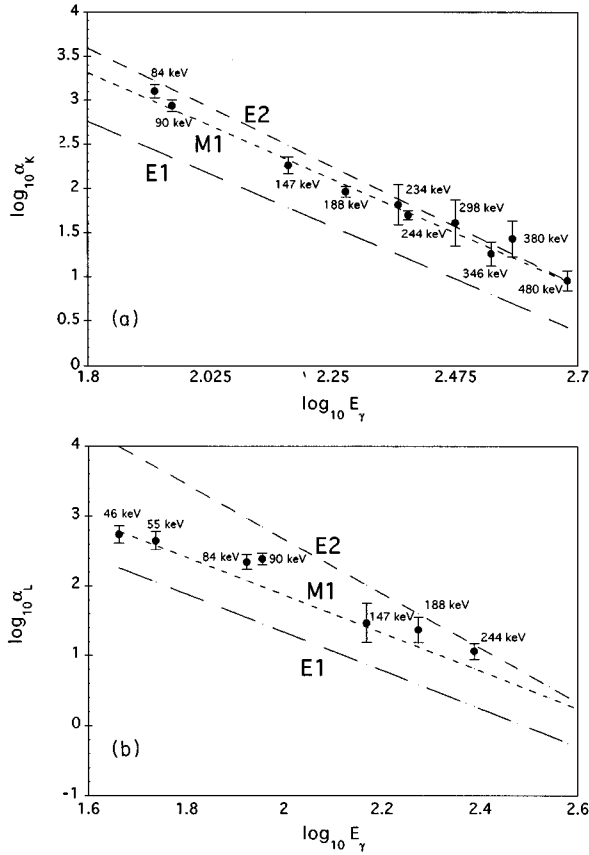 (a)
4
3.5
3
2.5
2
1.5
1
0.5
0
log10 αK
84 keV
90 keV
E2
M1
E1
147 keV
188 keV
234 keV
244 keV
298 keV
346 keV
380 keV
480 keV
1.8
2.025
2.25
2.475
2.7
log10 Eγ
(b)
4
3
2
1
0
-1
log10 αL
46 keV
55 keV
84 keV
90 keV
E2
M1
E1
147 keV
188 keV
244 keV
1.6
1.8
2
2.2
2.4
2.6
log10 Eγ